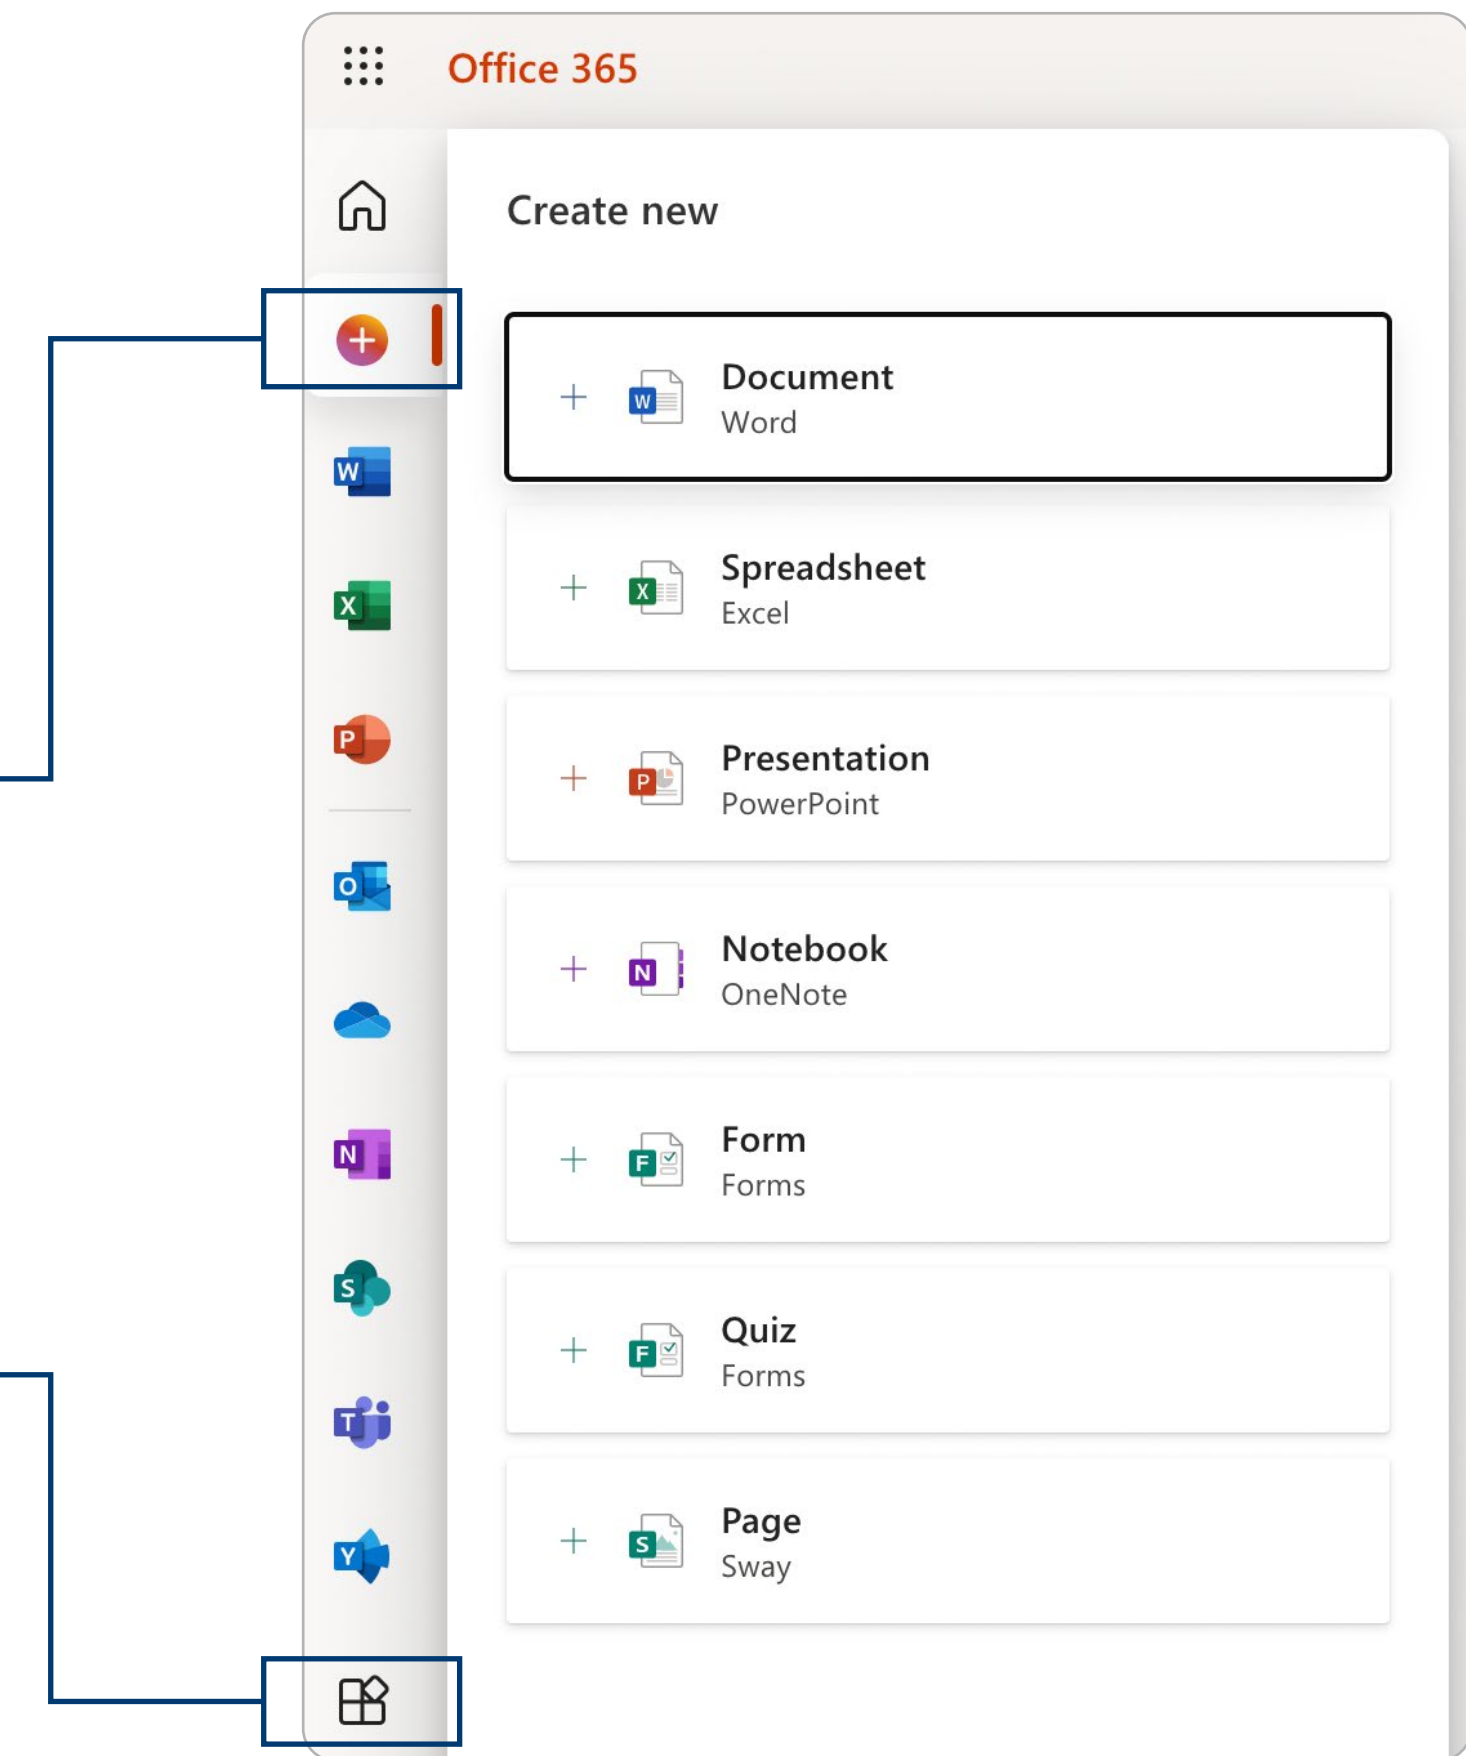 Office 365
Create new
W
Document
Word
W
X
Spreadsheet
Excel
X
P
Presentation
PowerPoint
P
O
N
Notebook
OneNote
N
F
Form
Forms
S
F
Quiz
Forms
T
S
Page
Sway
Y